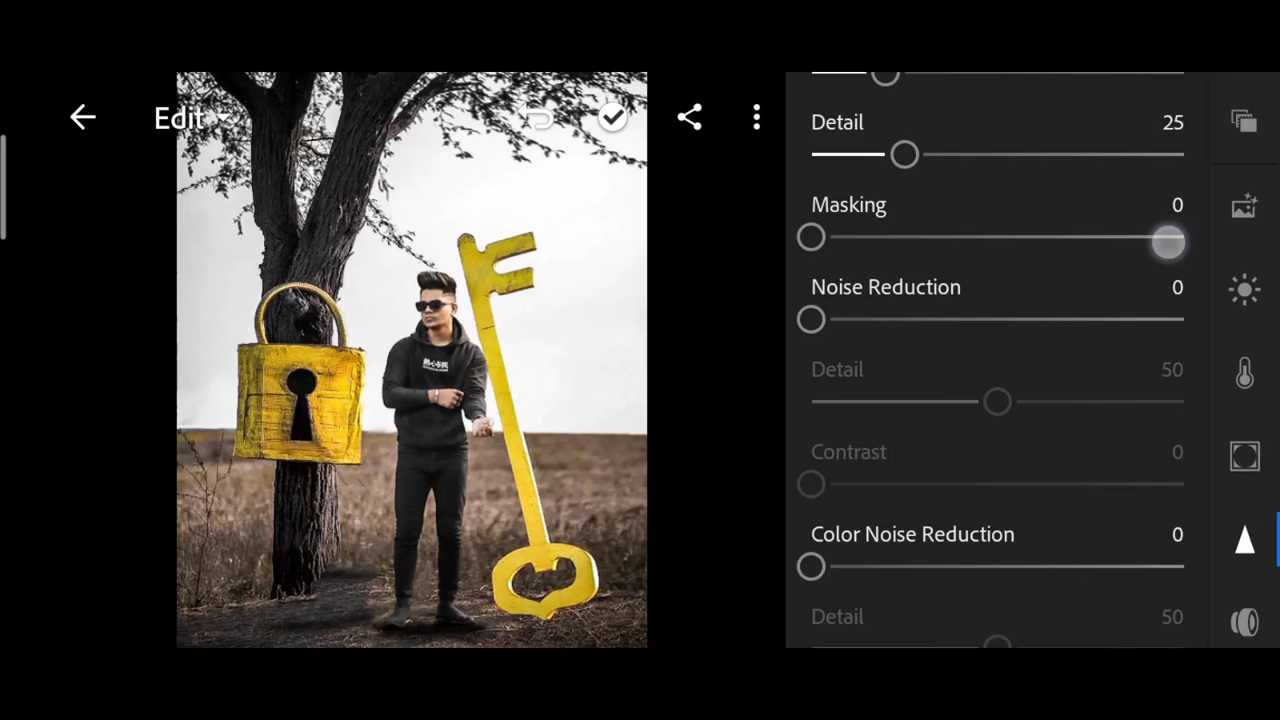 Edit
Detail 25
Masking 0
Noise Reduction 0
Detail 50
Contrast 0
Color Noise Reduction 0
Detail 50